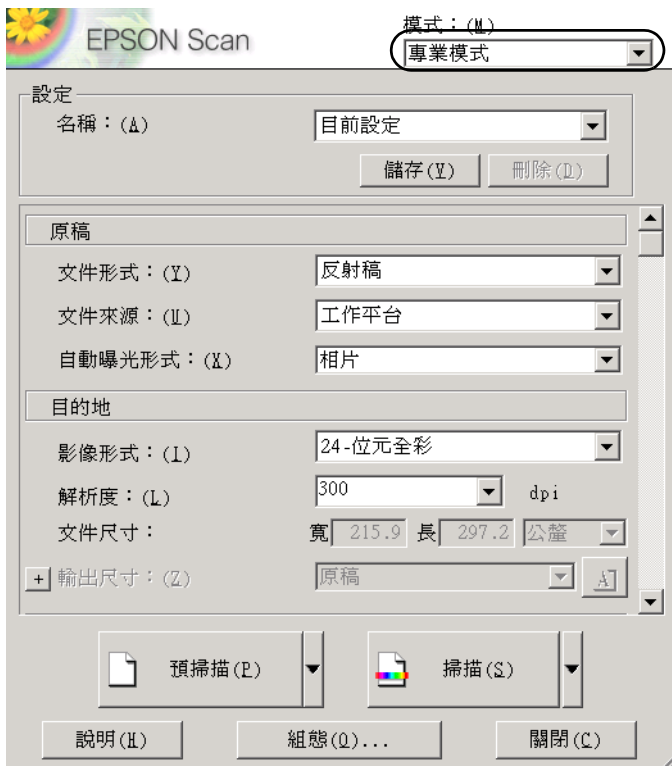 EPSON Scan
模式：(M)
專業模式
設定
名稱：(A) 目前設定
儲存(V) 刪除(D)
原稿
文件形式：(Y) 反射稿
文件來源：(U) 工作平台
自動曝光形式：(X) 相片
目的地
影像形式：(I) 24-位元全彩
解析度：(L) 300 dpi
文件尺寸： 寬 215.9 長 297.2 公釐
+ 輸出尺寸：(Z) 原稿 A
預掃描(P) 掃描(S)
說明(H) 組態(O)... 關閉(C)